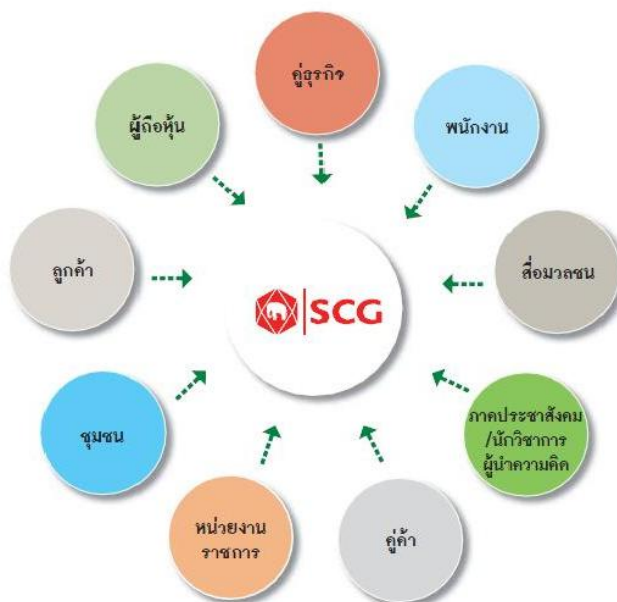 คู่ธุรกิจ
พนักงาน
สื่อมวลชน
ภาคประชาสังคม
/นักวิชาการ
ผู้นำความคิด
คู่ค้า
หน่วยงาน
ราชการ
ชุมชน
ลูกค้า
ผู้ถือหุ้น
SCG